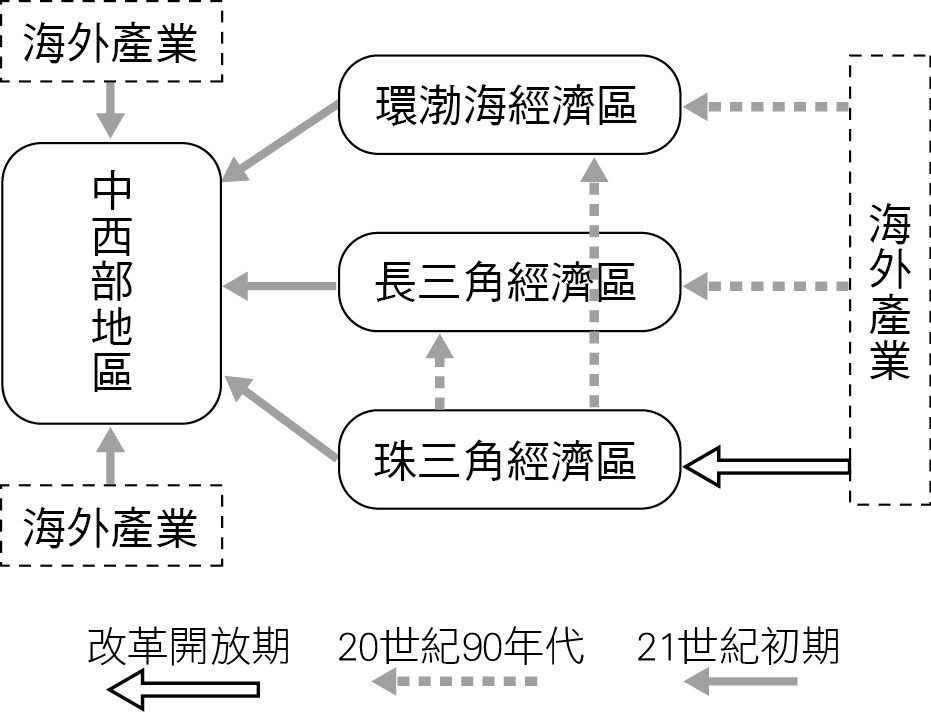 海外產業
中西部地區
海外產業
環渤海經濟區
長三角經濟區
珠三角經濟區
海外產業
改革開放期
20世紀90年代
21世紀初期